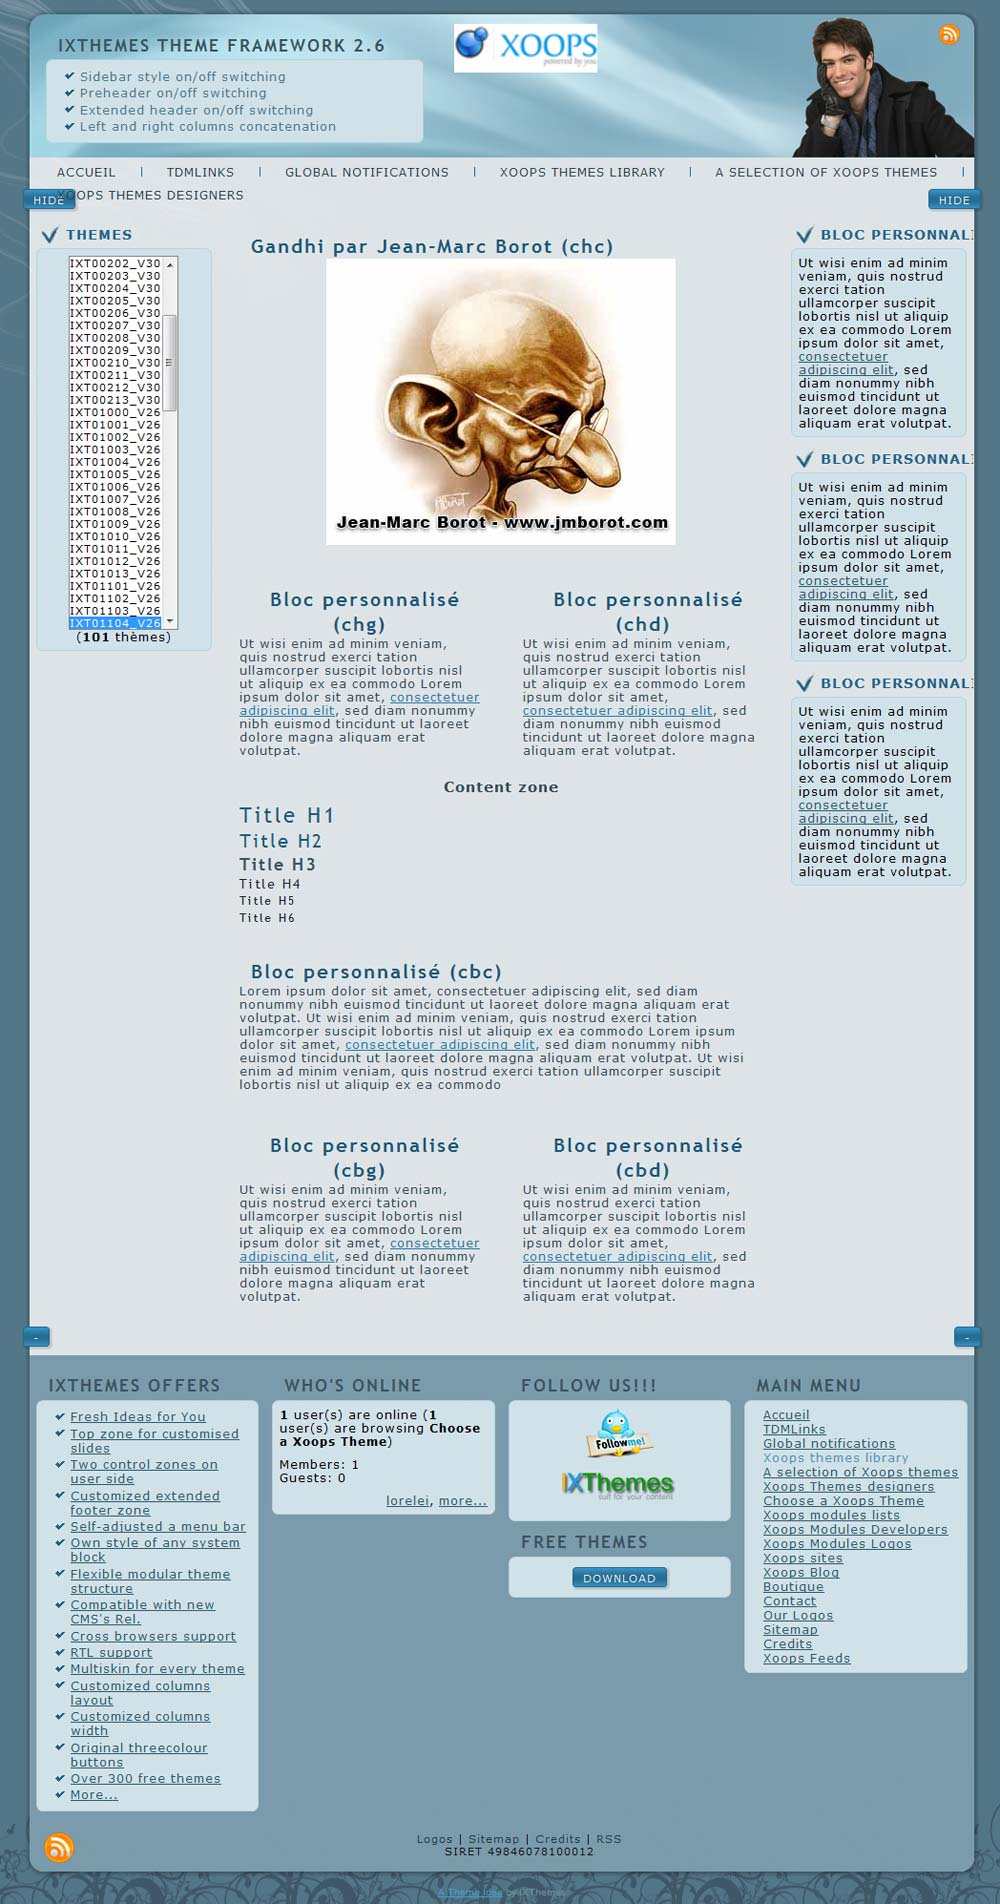 IXTHEMES THEME FRAMEWORK 2.6
Sidebar style on/off switching
Preheader on/off switching
Extended header on/off switching
Left and right columns concatenation
XOOPS
powered by you
ACCUEIL | TDMLINKS | GLOBAL NOTIFICATIONS | XOOPS THEMES LIBRARY | A SELECTION OF XOOPS THEMES |
XOOPS THEMES DESIGNERS
HIDE
HIDE
THEMES
IXT00202_V30
IXT00203_V30
IXT00204_V30
IXT00205_V30
IXT00206_V30
IXT00207_V30
IXT00208_V30
IXT00209_V30
IXT00210_V30
IXT00211_V30
IXT00212_V30
IXT00213_V30
IXT01000_V26
IXT01001_V26
IXT01002_V26
IXT01003_V26
IXT01004_V26
IXT01005_V26
IXT01006_V26
IXT01007_V26
IXT01008_V26
IXT01009_V26
IXT01010_V26
IXT01011_V26
IXT01012_V26
IXT01013_V26
IXT01101_V26
IXT01102_V26
IXT01103_V26
IXT01104_V26
(101 thèmes)
Gandhi par Jean-Marc Borot (chc)
Jean-Marc Borot - www.jmborot.com
Bloc personnalisé
(chg)
Ut wisi enim ad minim veniam,
quis nostrud exerci tation
ullamcorper suscipit lobortis nisl
ut aliquip ex ea commodo Lorem
ipsum dolor sit amet, consectetuer
adipiscing elit, sed diam nonummy
nibh euismod tincidunt ut laoreet
dolore magna aliquam erat
volutpat.
Bloc personnalisé
(chd)
Ut wisi enim ad minim veniam,
quis nostrud exerci tation
ullamcorper suscipit lobortis nisl
ut aliquip ex ea commodo Lorem
ipsum dolor sit amet,
consectetuer adipiscing elit, sed
diam nonummy nibh euismod
tincidunt ut laoreet dolore magna
aliquam erat volutpat.
Content zone
Title H1
Title H2
Title H3
Title H4
Title H5
Title H6
Bloc personnalisé (cbc)
Lorem ipsum dolor sit amet, consectetuer adipiscing elit, sed diam
nonummy nibh euismod tincidunt ut laoreet dolore magna aliquam erat
volutpat. Ut wisi enim ad minim veniam, quis nostrud exerci tation
ullamcorper suscipit lobortis nisl ut aliquip ex ea commodo Lorem ipsum
dolor sit amet, consectetuer adipiscing elit, sed diam nonummy nibh
euismod tincidunt ut laoreet dolore magna aliquam erat volutpat. Ut wisi
enim ad minim veniam, quis nostrud exerci tation ullamcorper suscipit
lobortis nisl ut aliquip ex ea commodo
Bloc personnalisé
(cbg)
Ut wisi enim ad minim veniam,
quis nostrud exerci tation
ullamcorper suscipit lobortis nisl
ut aliquip ex ea commodo Lorem
ipsum dolor sit amet, consectetuer
adipiscing elit, sed diam nonummy
nibh euismod tincidunt ut laoreet
dolore magna aliquam erat
volutpat.
Bloc personnalisé
(cbd)
Ut wisi enim ad minim veniam,
quis nostrud exerci tation
ullamcorper suscipit lobortis nisl
ut aliquip ex ea commodo Lorem
ipsum dolor sit amet,
consectetuer adipiscing elit, sed
diam nonummy nibh euismod
tincidunt ut laoreet dolore magna
aliquam erat volutpat.
BLOC PERSONNALI
Ut wisi enim ad minim
veniam, quis nostrud
exerci tation
ullamcorper suscipit
lobortis nisl ut aliquip
ex ea commodo Lorem
ipsum dolor sit amet,
consectetuer
adipiscing elit, sed
diam nonummy nibh
euismod tincidunt ut
laoreet dolore magna
aliquam erat volutpat.
BLOC PERSONNALI
Ut wisi enim ad minim
veniam, quis nostrud
exerci tation
ullamcorper suscipit
lobortis nisl ut aliquip
ex ea commodo Lorem
ipsum dolor sit amet,
consectetuer
adipiscing elit, sed
diam nonummy nibh
euismod tincidunt ut
laoreet dolore magna
aliquam erat volutpat.
BLOC PERSONNALI
Ut wisi enim ad minim
veniam, quis nostrud
exerci tation
ullamcorper suscipit
lobortis nisl ut aliquip
ex ea commodo Lorem
ipsum dolor sit amet,
consectetuer
adipiscing elit, sed
diam nonummy nibh
euismod tincidunt ut
laoreet dolore magna
aliquam erat volutpat.
-
-
IXTHEMES OFFERS
Fresh Ideas for You
Top zone for customised
slides
Two control zones on
user side
Customized extended
footer zone
Self-adjusted a menu bar
Own style of any system
block
Flexible modular theme
structure
Compatible with new
CMS's Rel.
Cross browsers support
RTL support
Multiskin for every theme
Customized columns
layout
Customized columns
width
Original threecolour
buttons
Over 300 free themes
More...
WHO'S ONLINE
1 user(s) are online (1
user(s) are browsing Choose
a Xoops Theme)
Members: 1
Guests: 0
lorelei, more...
FOLLOW US!!!
Followme!
IXThemes
suit for your content
FREE THEMES
DOWNLOAD
MAIN MENU
Accueil
TDMLinks
Global notifications
Xoops themes library
A selection of Xoops themes
Xoops Themes designers
Choose a Xoops Theme
Xoops modules lists
Xoops Modules Developers
Xoops Modules Logos
Xoops sites
Xoops Blog
Boutique
Contact
Our Logos
Sitemap
Credits
Xoops Feeds
Logos | Sitemap | Credits | RSS
SIRET 49846078100012
A Theme Idea by IXThemes